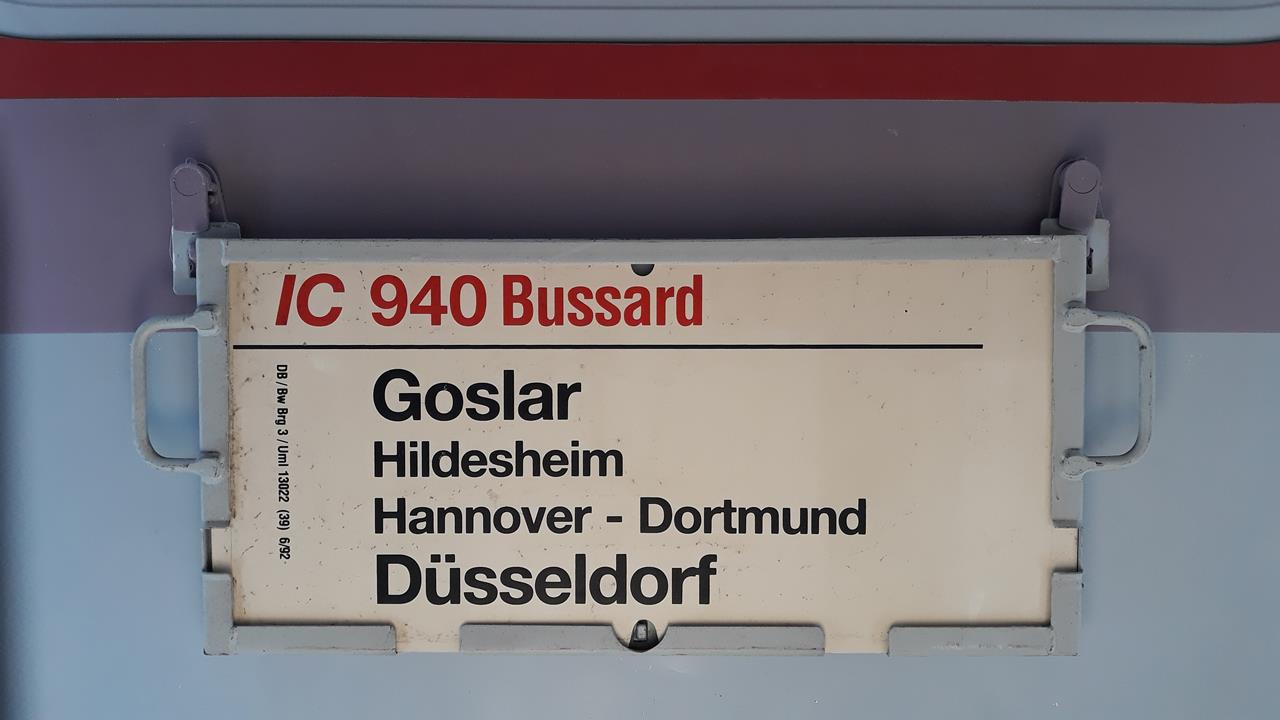 IC 940 Bussard
Goslar
Hildesheim
Hannover - Dortmund
Düsseldorf
DB / Bw Brg 3 / Uml 13022 (39) 6/92